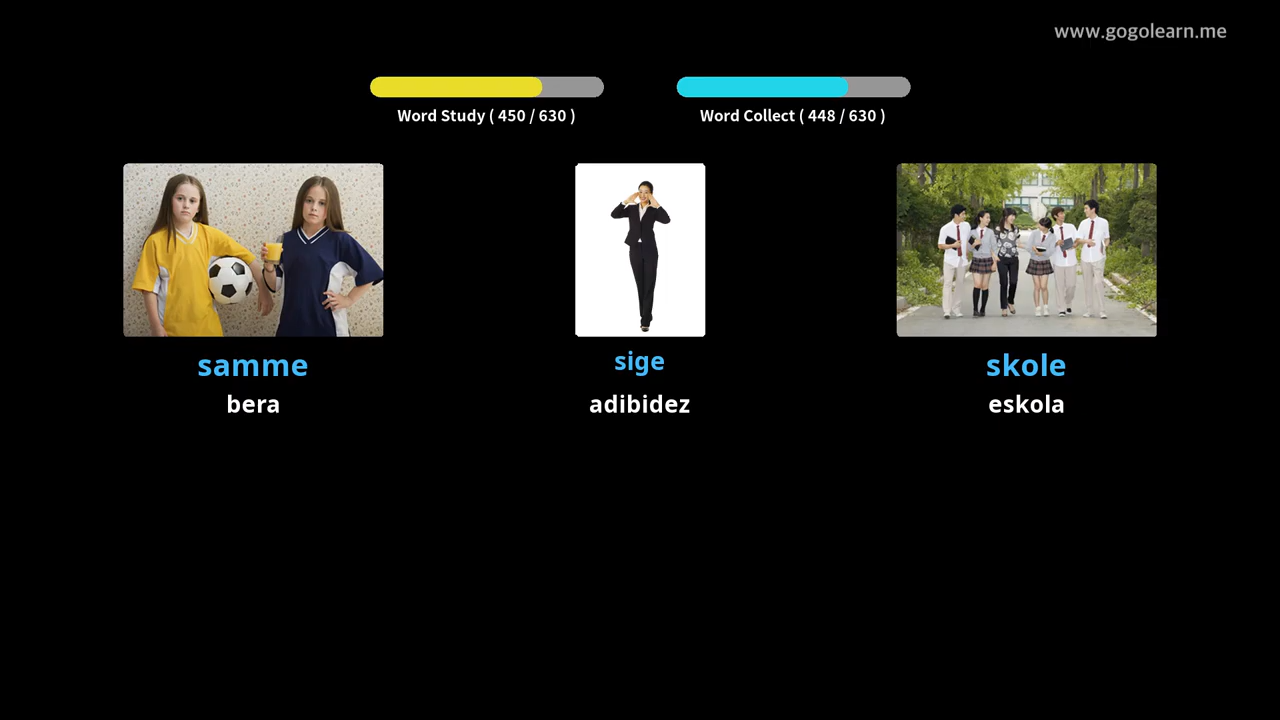 www.gogolearn.me
Word Study ( 450 / 630 )
Word Collect ( 448 / 630 )
samme
sige
skole
bera
adibidez
eskola